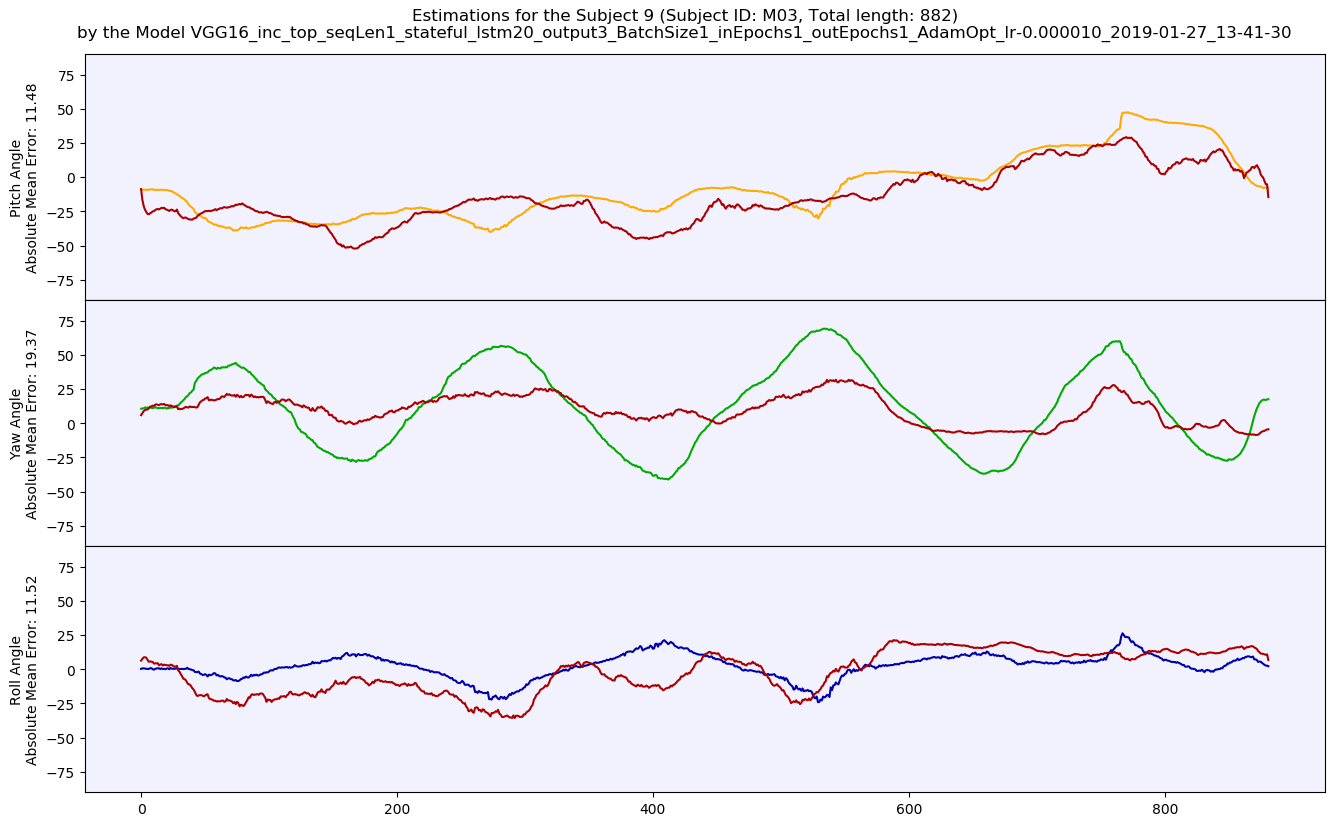 Estimations for the Subject 9 (Subject ID: M03, Total length: 882)
by the Model VGG16_inc_top_seqLen1_stateful_lstm20_output3_BatchSize1_inEpochs1_outEpochs1_AdamOpt_lr-0.000010_2019-01-27_13-41-30
Pitch Angle
Absolute Mean Error: 11.48
75
50
25
0
−25
−50
−75
Yaw Angle
Absolute Mean Error: 19.37
75
50
25
0
−25
−50
−75
Roll Angle
Absolute Mean Error: 11.52
75
50
25
0
−25
−50
−75
0 200 400 600 800